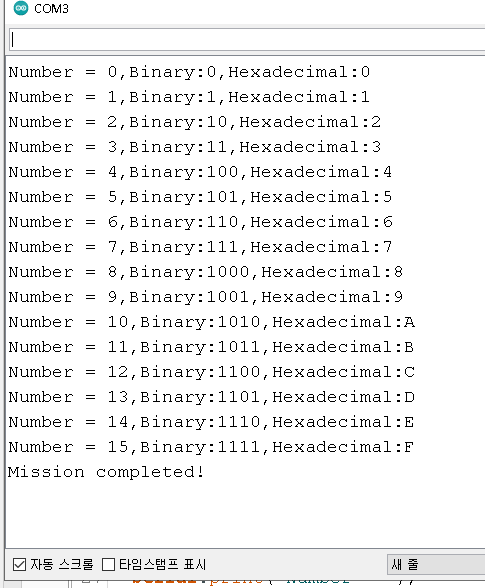 COM3
Number = 0,Binary:0,Hexadecimal:0
Number = 1,Binary:1,Hexadecimal:1
Number = 2,Binary:10,Hexadecimal:2
Number = 3,Binary:11,Hexadecimal:3
Number = 4,Binary:100,Hexadecimal:4
Number = 5,Binary:101,Hexadecimal:5
Number = 6,Binary:110,Hexadecimal:6
Number = 7,Binary:111,Hexadecimal:7
Number = 8,Binary:1000,Hexadecimal:8
Number = 9,Binary:1001,Hexadecimal:9
Number = 10,Binary:1010,Hexadecimal:A
Number = 11,Binary:1011,Hexadecimal:B
Number = 12,Binary:1100,Hexadecimal:C
Number = 13,Binary:1101,Hexadecimal:D
Number = 14,Binary:1110,Hexadecimal:E
Number = 15,Binary:1111,Hexadecimal:F
Mission completed!
자동 스크롤 타임스탬프 표시 새 줄